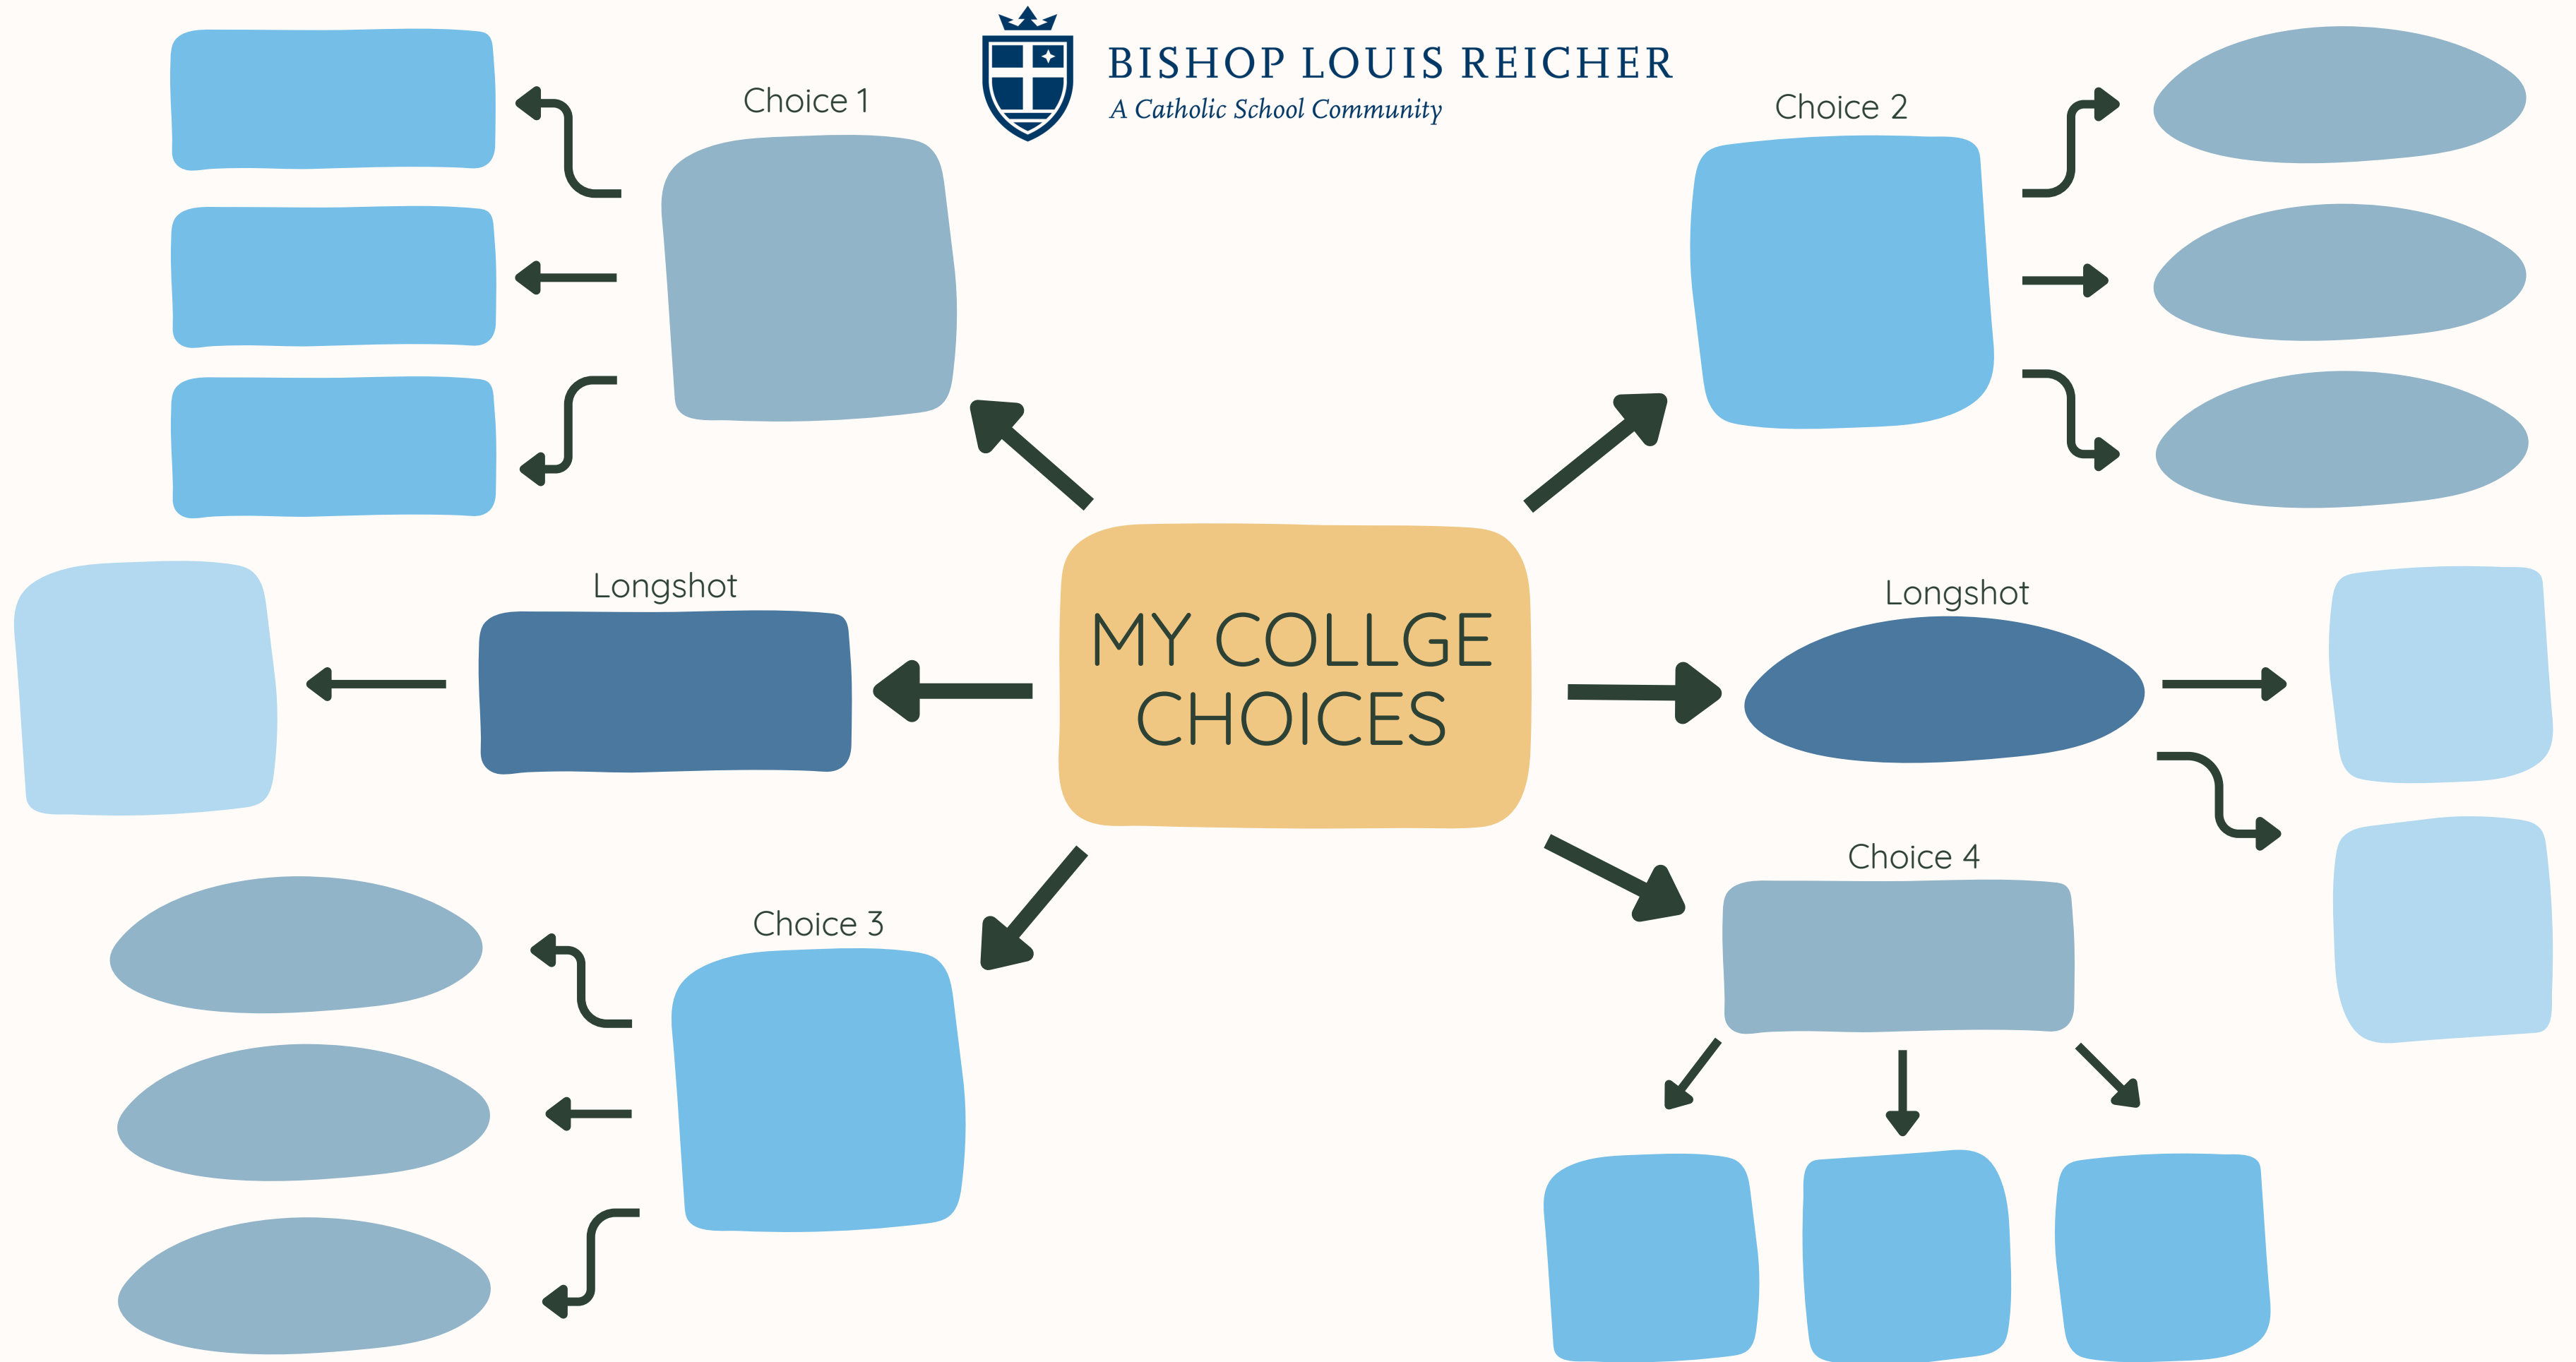 BISHOP LOUIS REICHER
A Catholic School Community
Choice 1
Choice 2
Longshot
MY COLLGE
CHOICES
Longshot
Choice 3
Choice 4